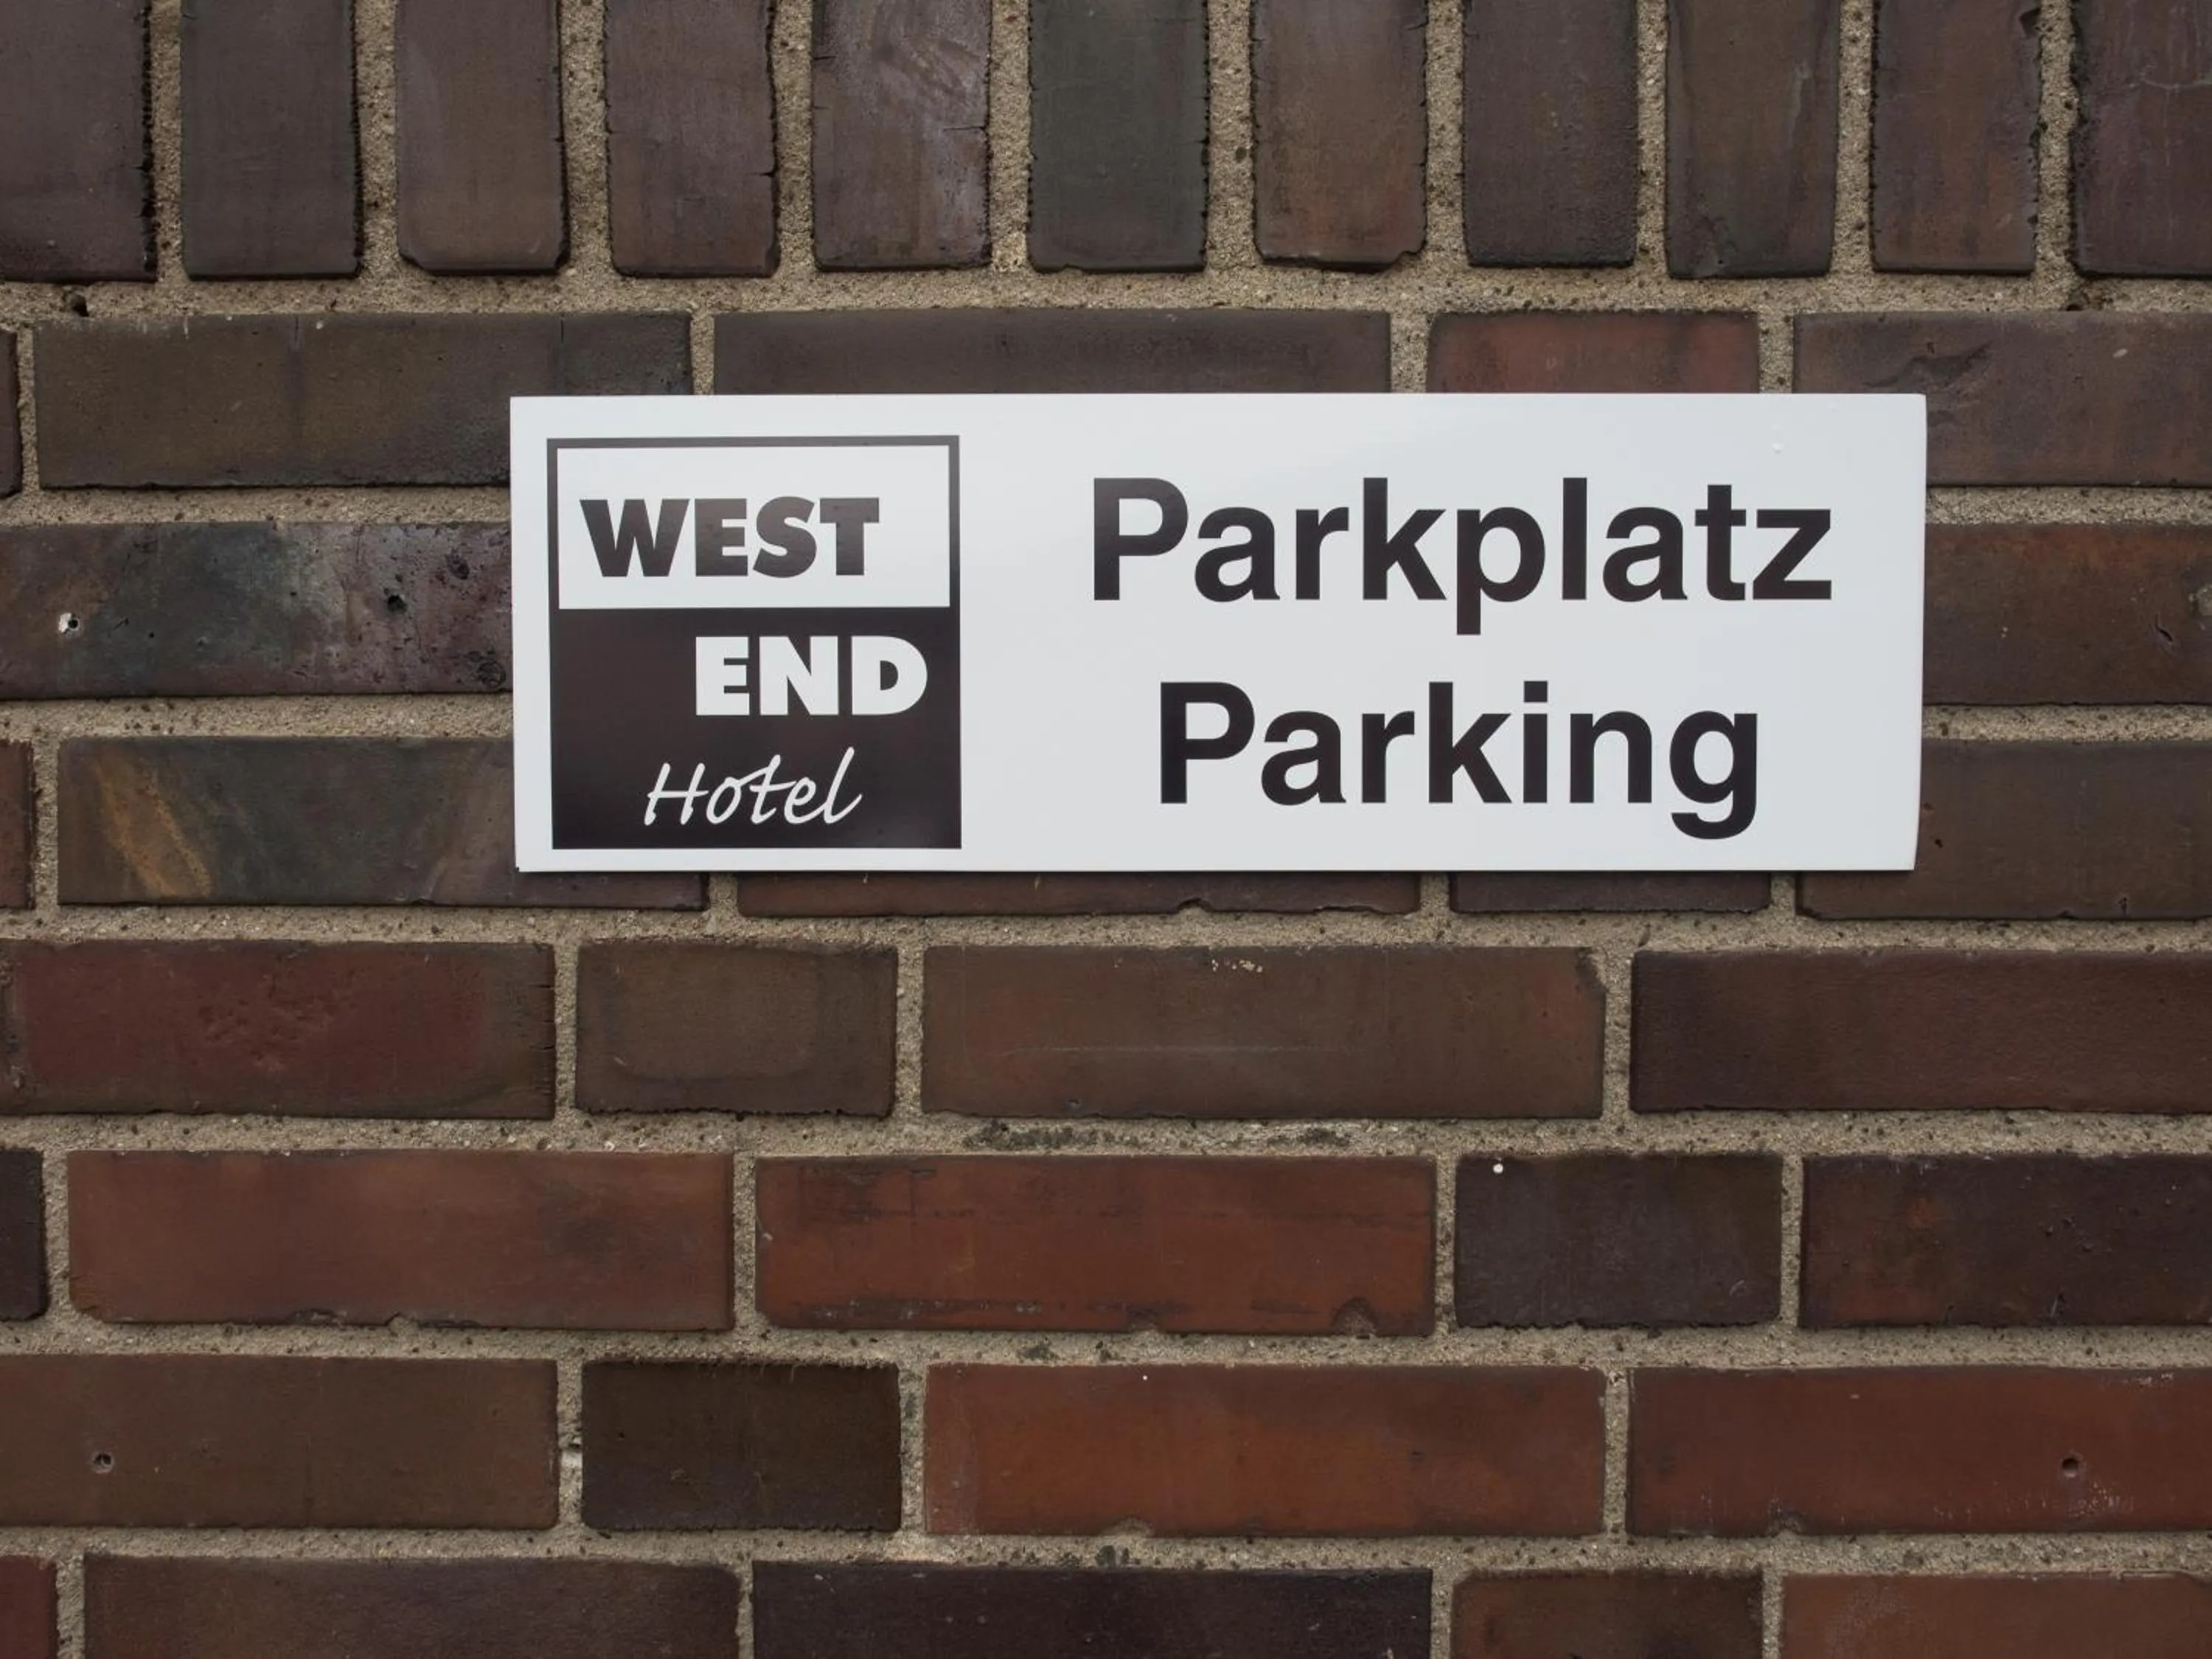 WEST
END
Hotel
Parkplatz
Parking